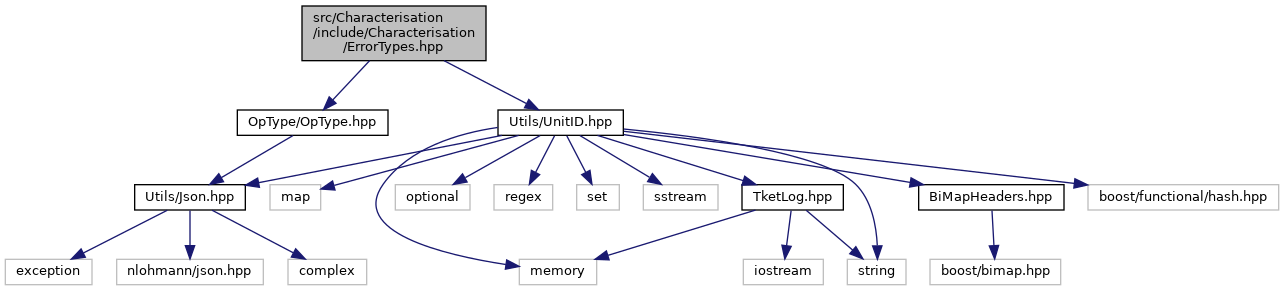 src/Characterisation
/include/Characterisation
/ErrorTypes.hpp
OpType/OpType.hpp
Utils/UnitID.hpp
Utils/Json.hpp
map
optional
regex
set
sstream
TketLog.hpp
BiMapHeaders.hpp
boost/functional/hash.hpp
exception
nlohmann/json.hpp
complex
memory
iostream
string
boost/bimap.hpp